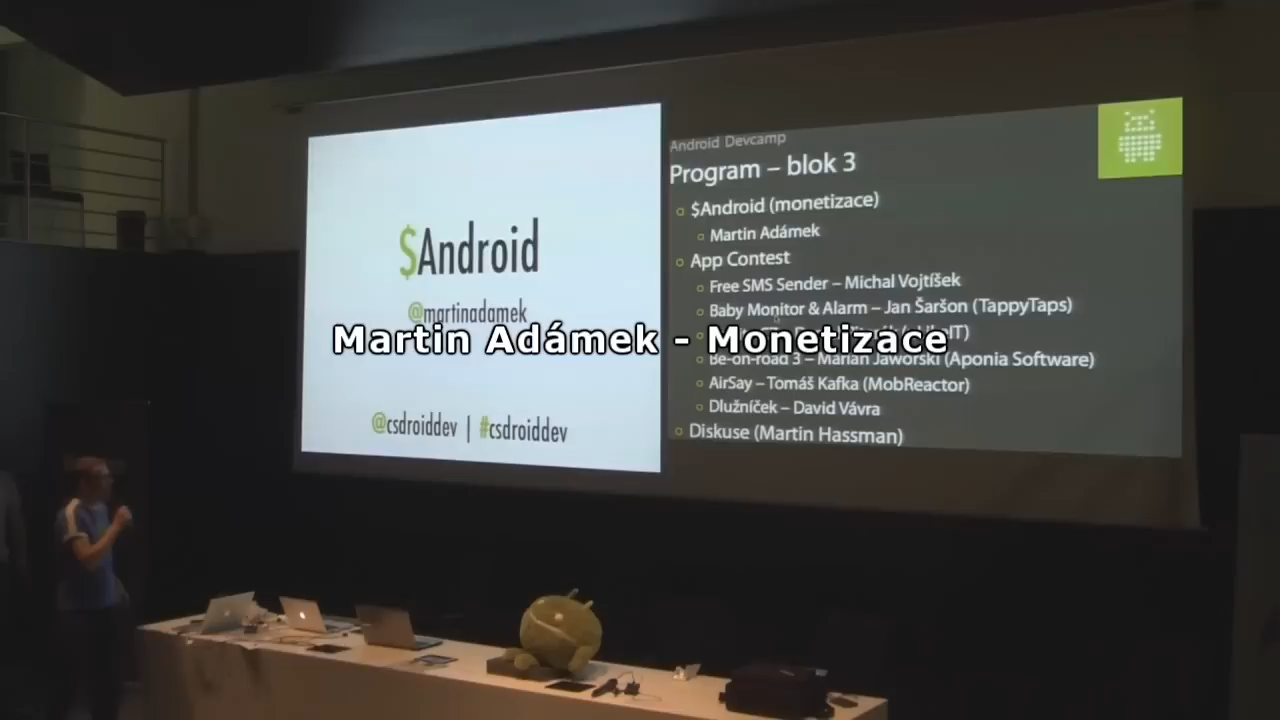 $Android
@martinadamek
@csdroiddev | #csdroiddev
Android Devcamp
Program – blok 3
$Android (monetizace)
Martin Adámek
App Contest
Free SMS Sender – Michal Vojtíšek
Baby Monitor & Alarm – Jan Šaršon (TappyTaps)
Martin Adámek - Monetizace
Be-on-road 3 – Marian Jaworski (Aponia Software)
AirSay – Tomáš Kafka (MobReactor)
Dlužníček – David Vávra
Diskuse (Martin Hassman)